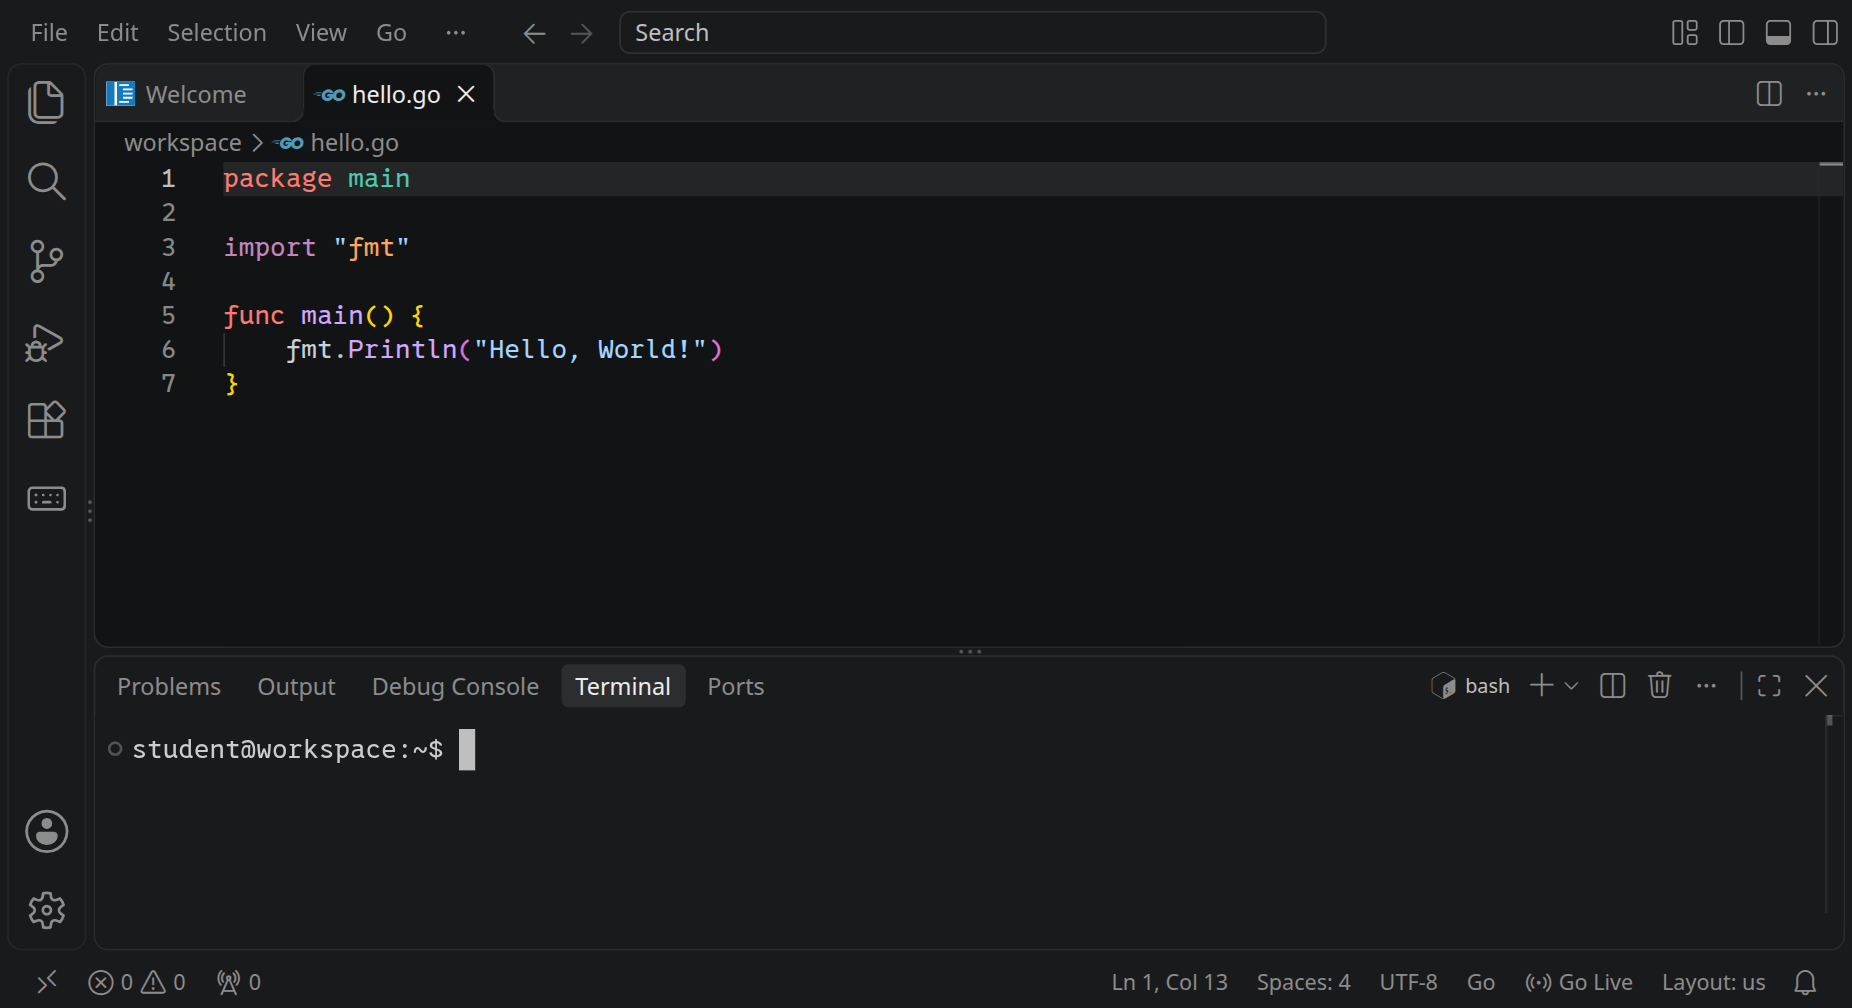 File Edit Selection View Go ··· Search
Welcome
GO hello.go
workspace > GO hello.go
1 package main
2
3 import "fmt"
4
5 func main() {
6     fmt.Println("Hello, World!")
7 }
Problems Output Debug Console Terminal Ports bash
student@workspace:~$
0 0 0 Ln 1, Col 13 Spaces: 4 UTF-8 Go Go Live Layout: us